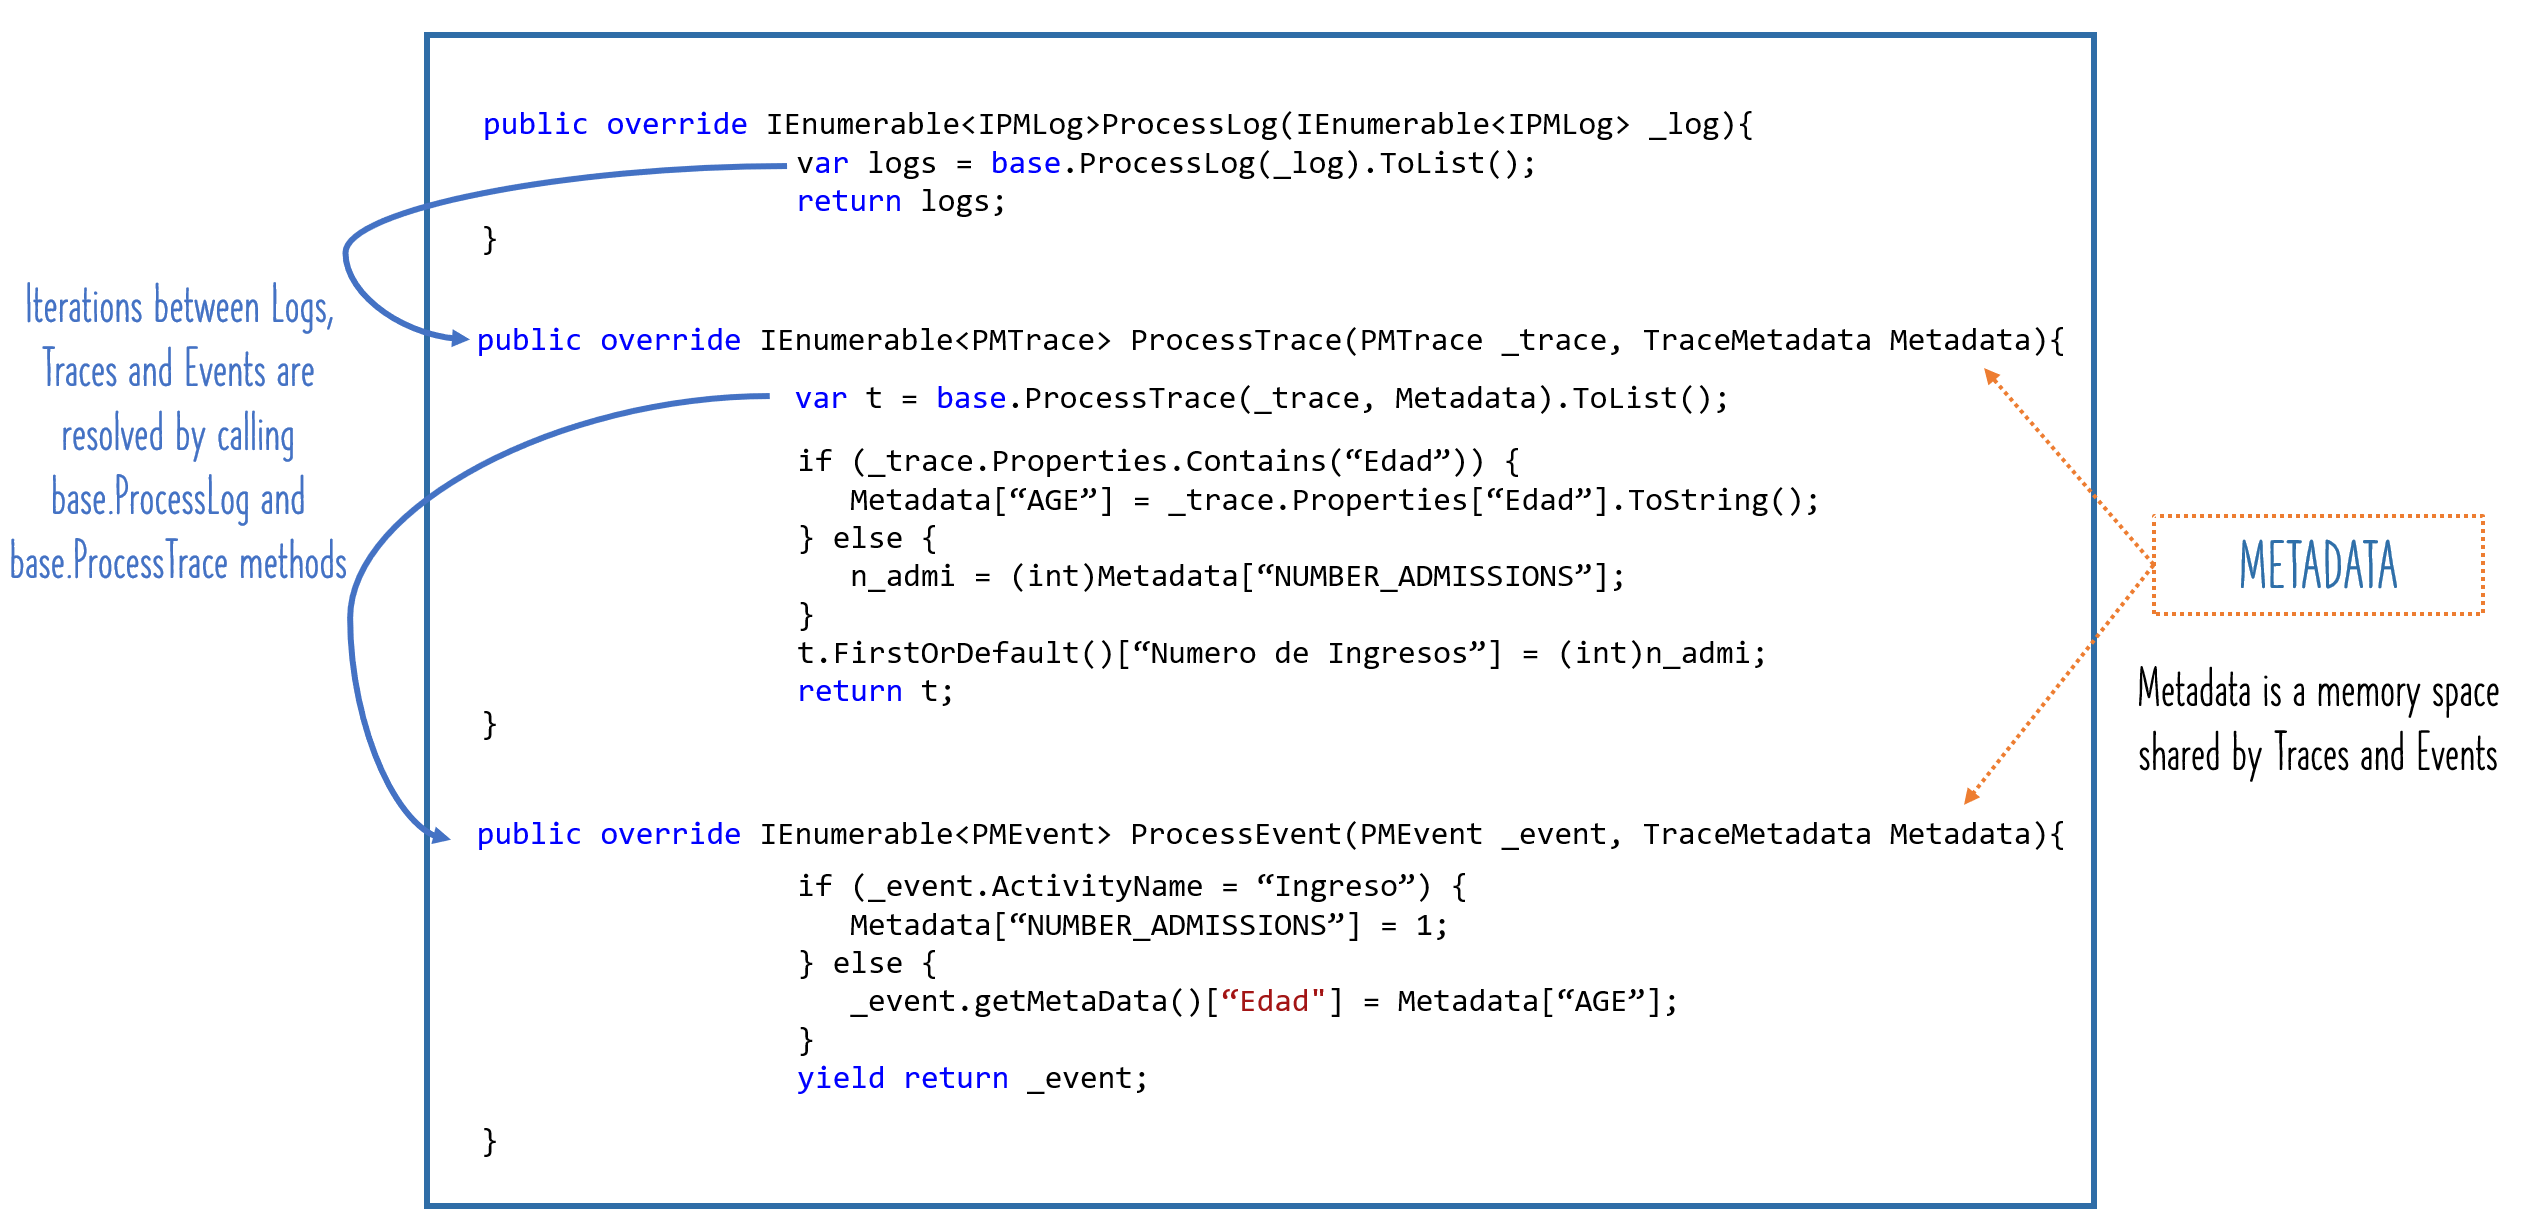 public override IEnumerable<IPMLog>ProcessLog(IEnumerable<IPMLog> _log){
var logs = base.ProcessLog(_log).ToList();
return logs;
}
Iterations between Logs,
Traces and Events are
resolved by calling
base.ProcessLog and
base.ProcessTrace methods
public override IEnumerable<PMTrace> ProcessTrace(PMTrace _trace, TraceMetadata Metadata){
var t = base.ProcessTrace(_trace, Metadata).ToList();
if (_trace.Properties.Contains(“Edad”)) {
Metadata[“AGE”] = _trace.Properties[“Edad”].ToString();
} else {
n_admi = (int)Metadata[“NUMBER_ADMISSIONS”];
}
t.FirstOrDefault()[“Numero de Ingresos”] = (int)n_admi;
return t;
}
METADATA
Metadata is a memory space
shared by Traces and Events
public override IEnumerable<PMEvent> ProcessEvent(PMEvent _event, TraceMetadata Metadata){
if (_event.ActivityName = “Ingreso”) {
Metadata[“NUMBER_ADMISSIONS”] = 1;
} else {
_event.getMetaData()[“Edad"] = Metadata[“AGE”];
}
yield return _event;
}